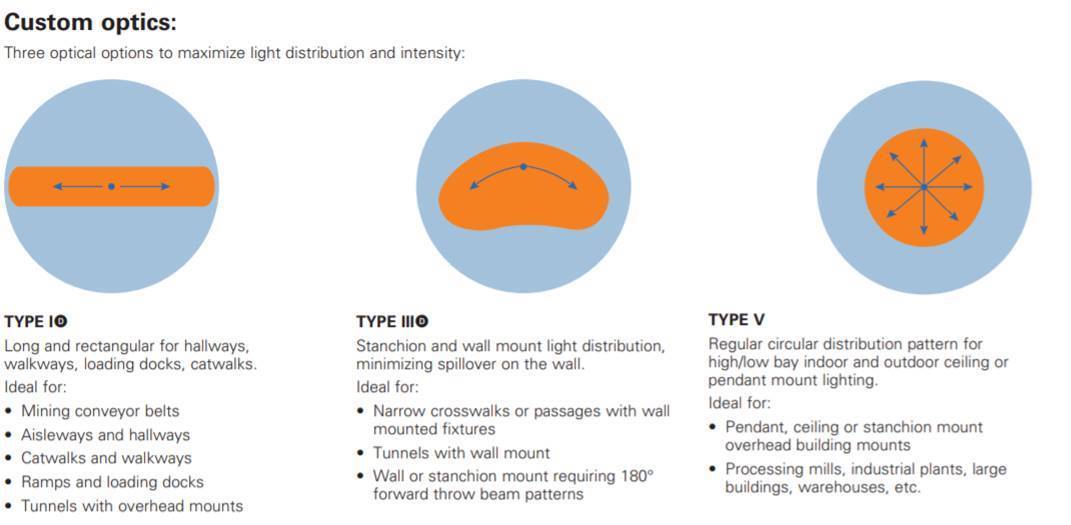 Custom optics:
Three optical options to maximize light distribution and intensity:
TYPE I🅓
Long and rectangular for hallways,
walkways, loading docks, catwalks.
Ideal for:
• Mining conveyor belts
• Aisleways and hallways
• Catwalks and walkways
• Ramps and loading docks
• Tunnels with overhead mounts
TYPE III🅓
Stanchion and wall mount light distribution,
minimizing spillover on the wall.
Ideal for:
• Narrow crosswalks or passages with wall
mounted fixtures
• Tunnels with wall mount
• Wall or stanchion mount requiring 180°
forward throw beam patterns
TYPE V
Regular circular distribution pattern for
high/low bay indoor and outdoor ceiling or
pendant mount lighting.
Ideal for:
• Pendant, ceiling or stanchion mount
overhead building mounts
• Processing mills, industrial plants, large
buildings, warehouses, etc.